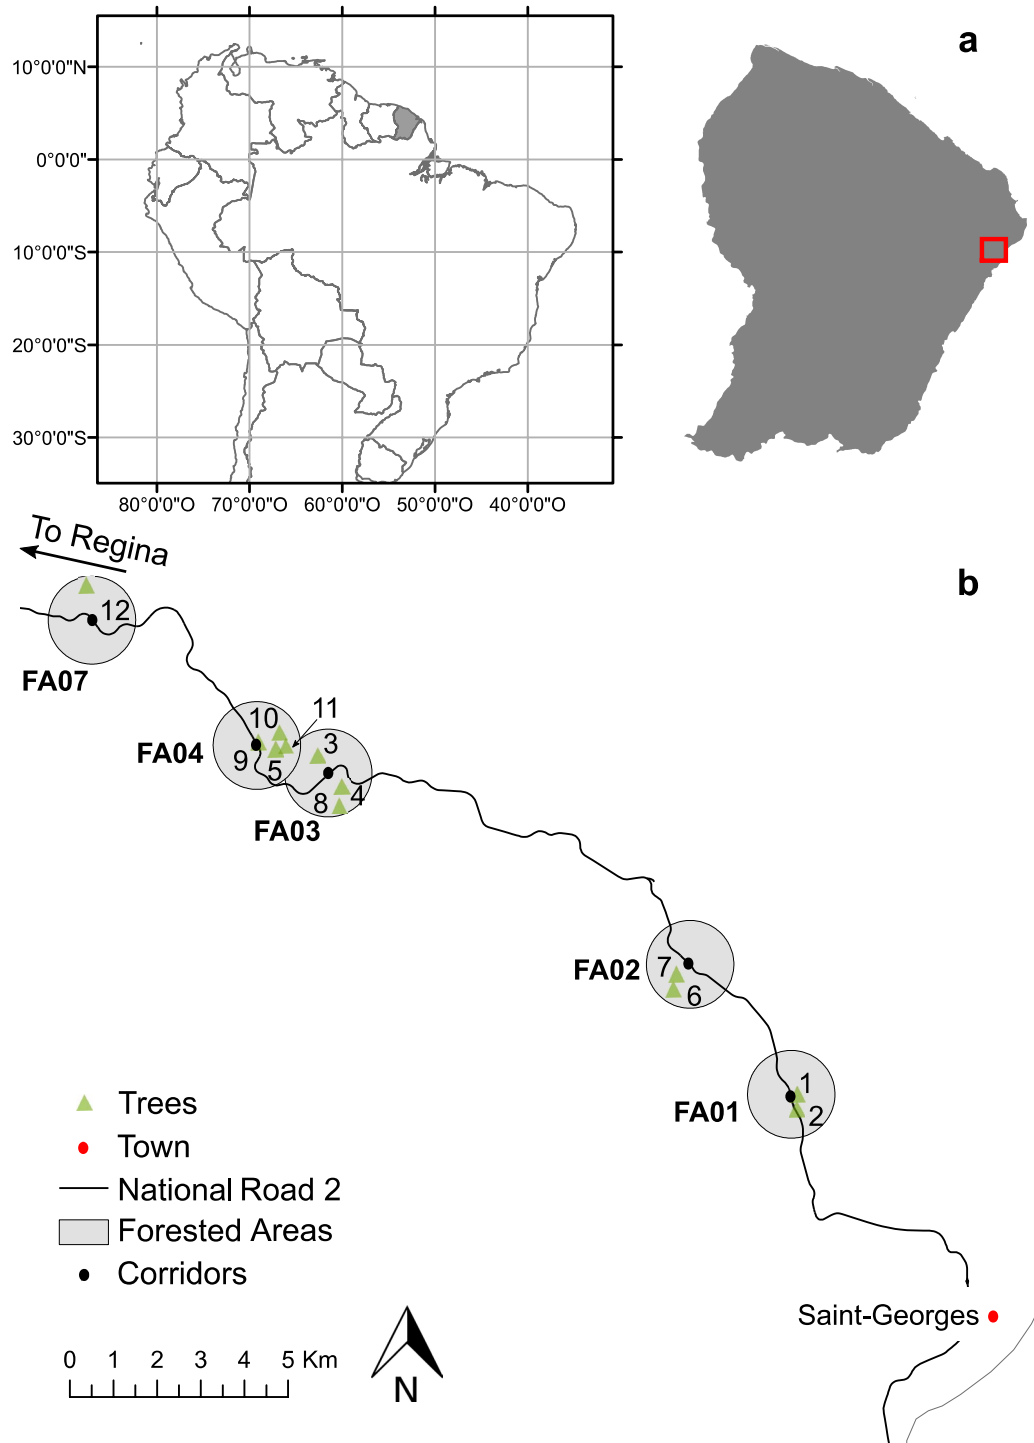 a
10°0'0"N
0°0'0"
10°0'0"S
20°0'0"S
30°0'0"S
80°0'0"O 70°0'0"O 60°0'0"O 50°0'0"O 40°0'0"O
To Regina
b
12
FA07
10 11
FA04 9 5 3
8 4
FA03
FA02 7
6
1
FA01 2
Trees
Town
National Road 2
Forested Areas
Corridors
Saint-Georges
0 1 2 3 4 5 Km
N